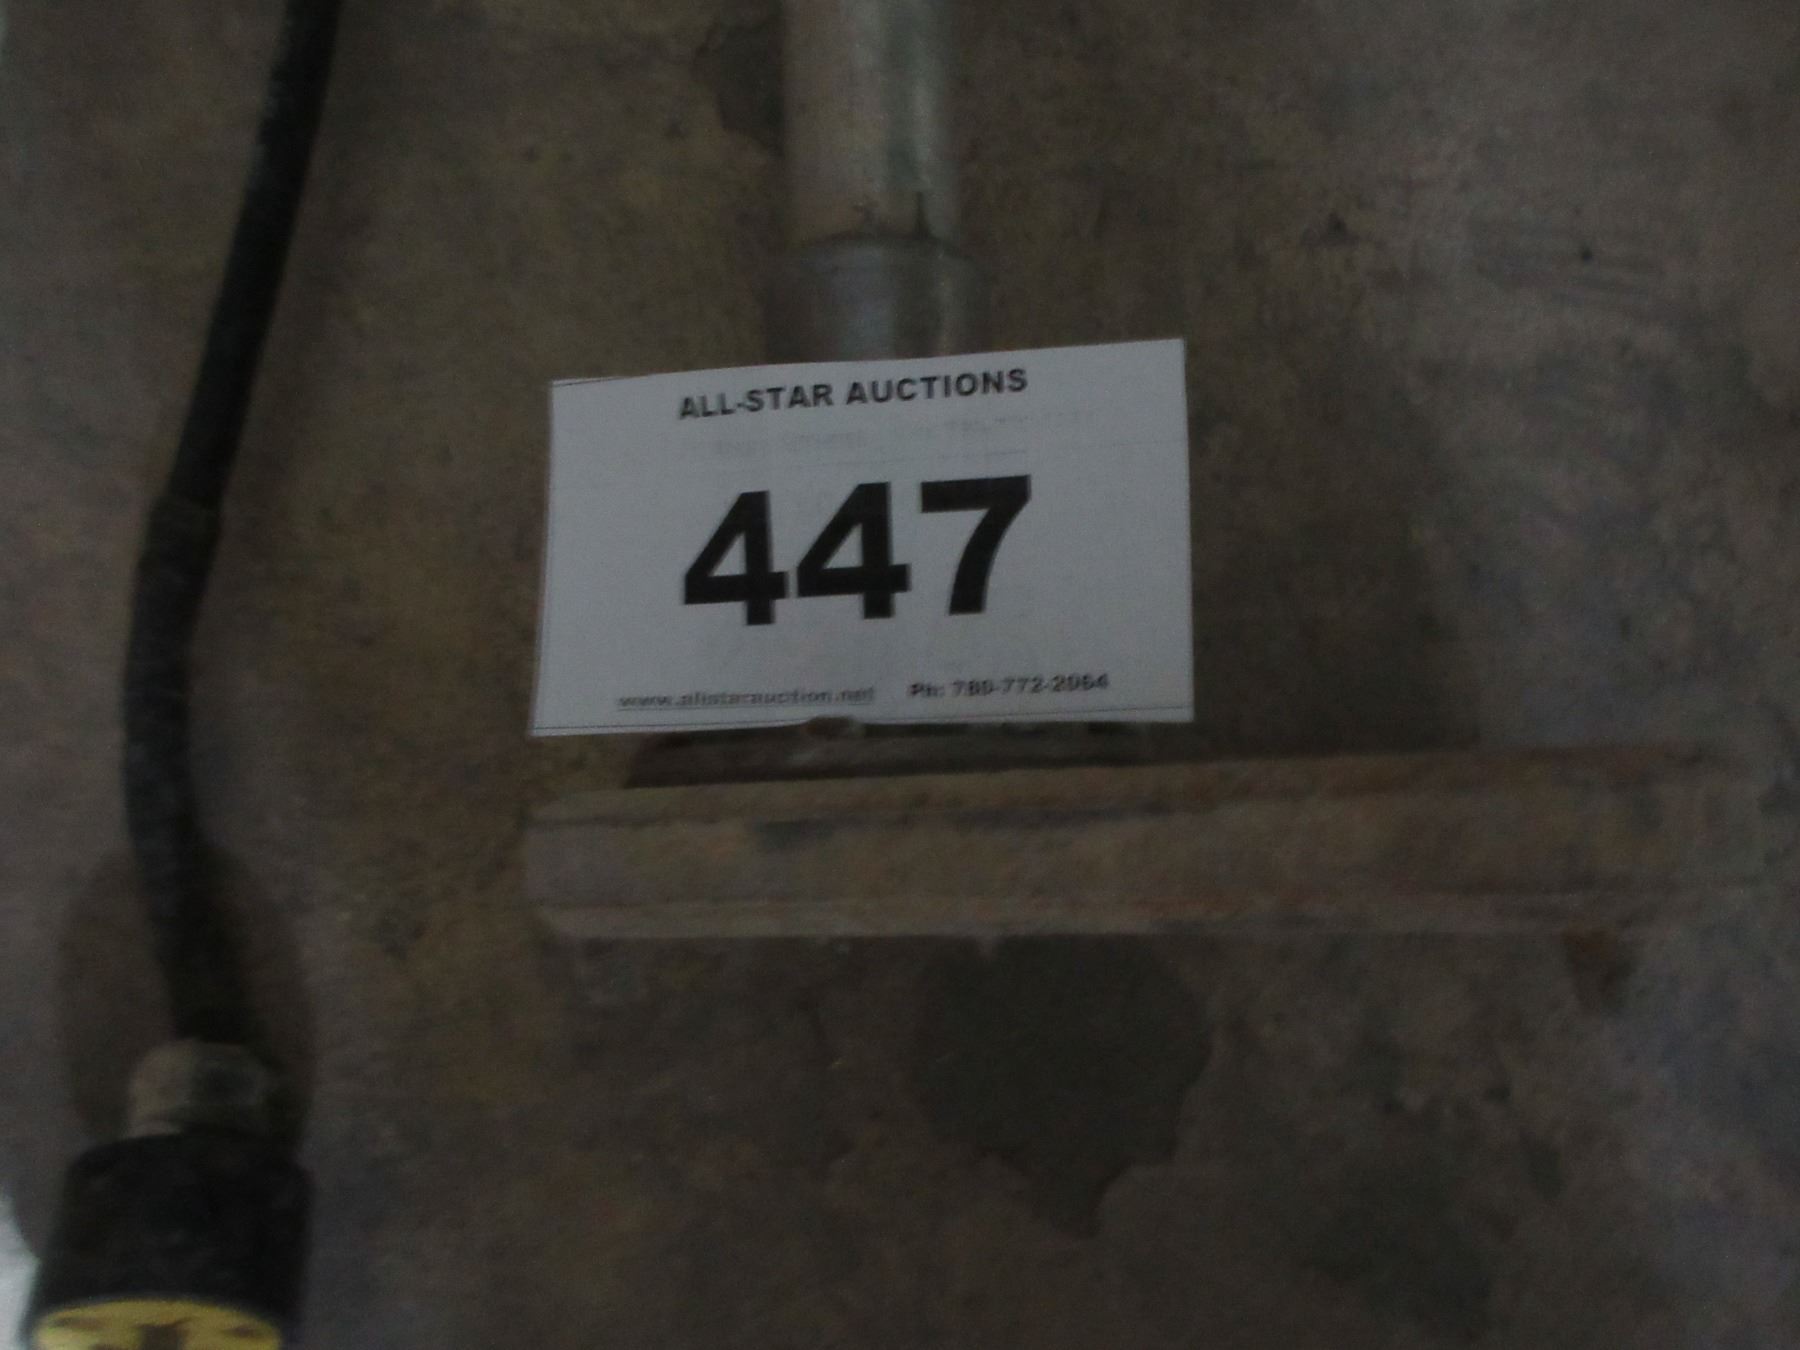 ALL-STAR AUCTIONS
447
www.allstarauction.net Ph: 780-772-2064